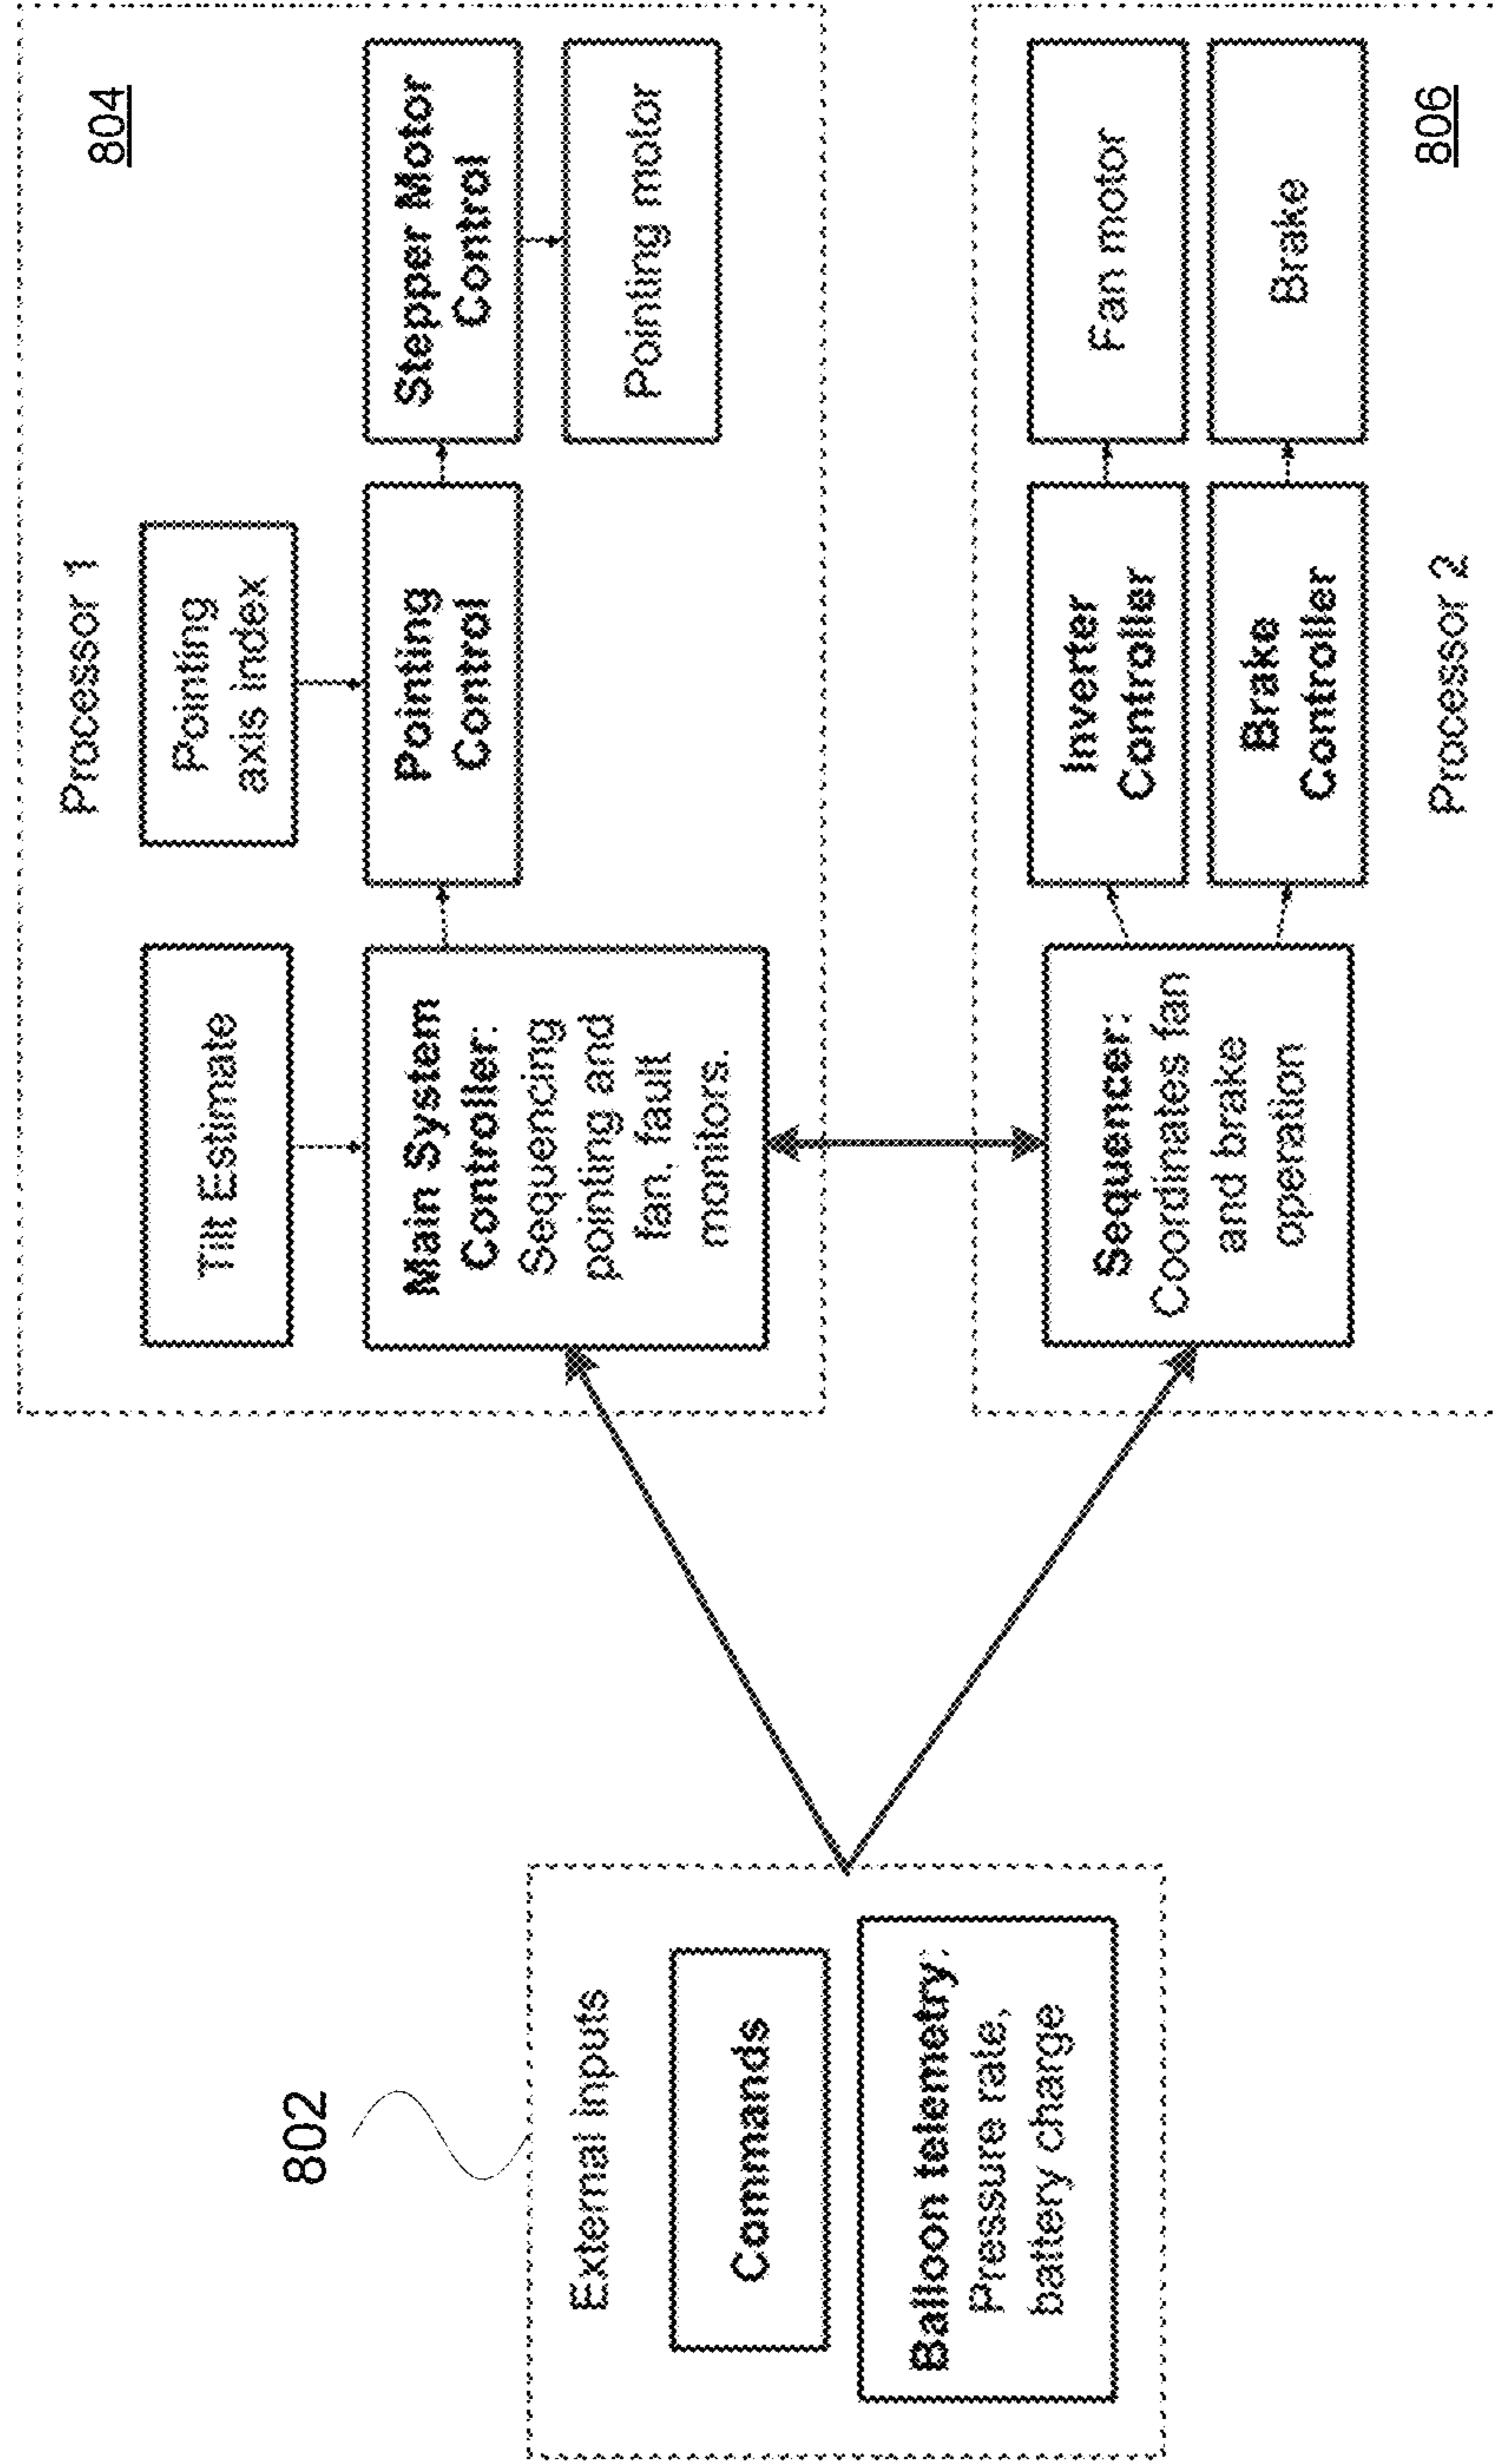 802
External inputs
Commands
Balloon telemetry:
Pressure rate,
battery charge
Processor 1
804
Tilt Estimate
Pointing
axis index
Main System
Controller:
Sequencing
pointing and
fan, fault
monitors.
Pointing
Control
Stepper Motor
Control
Pointing motor
Sequencer:
Coordinates fan
and brake
operation
Inverter
Controller
Fan motor
Brake
Controller
Brake
Processor 2
806